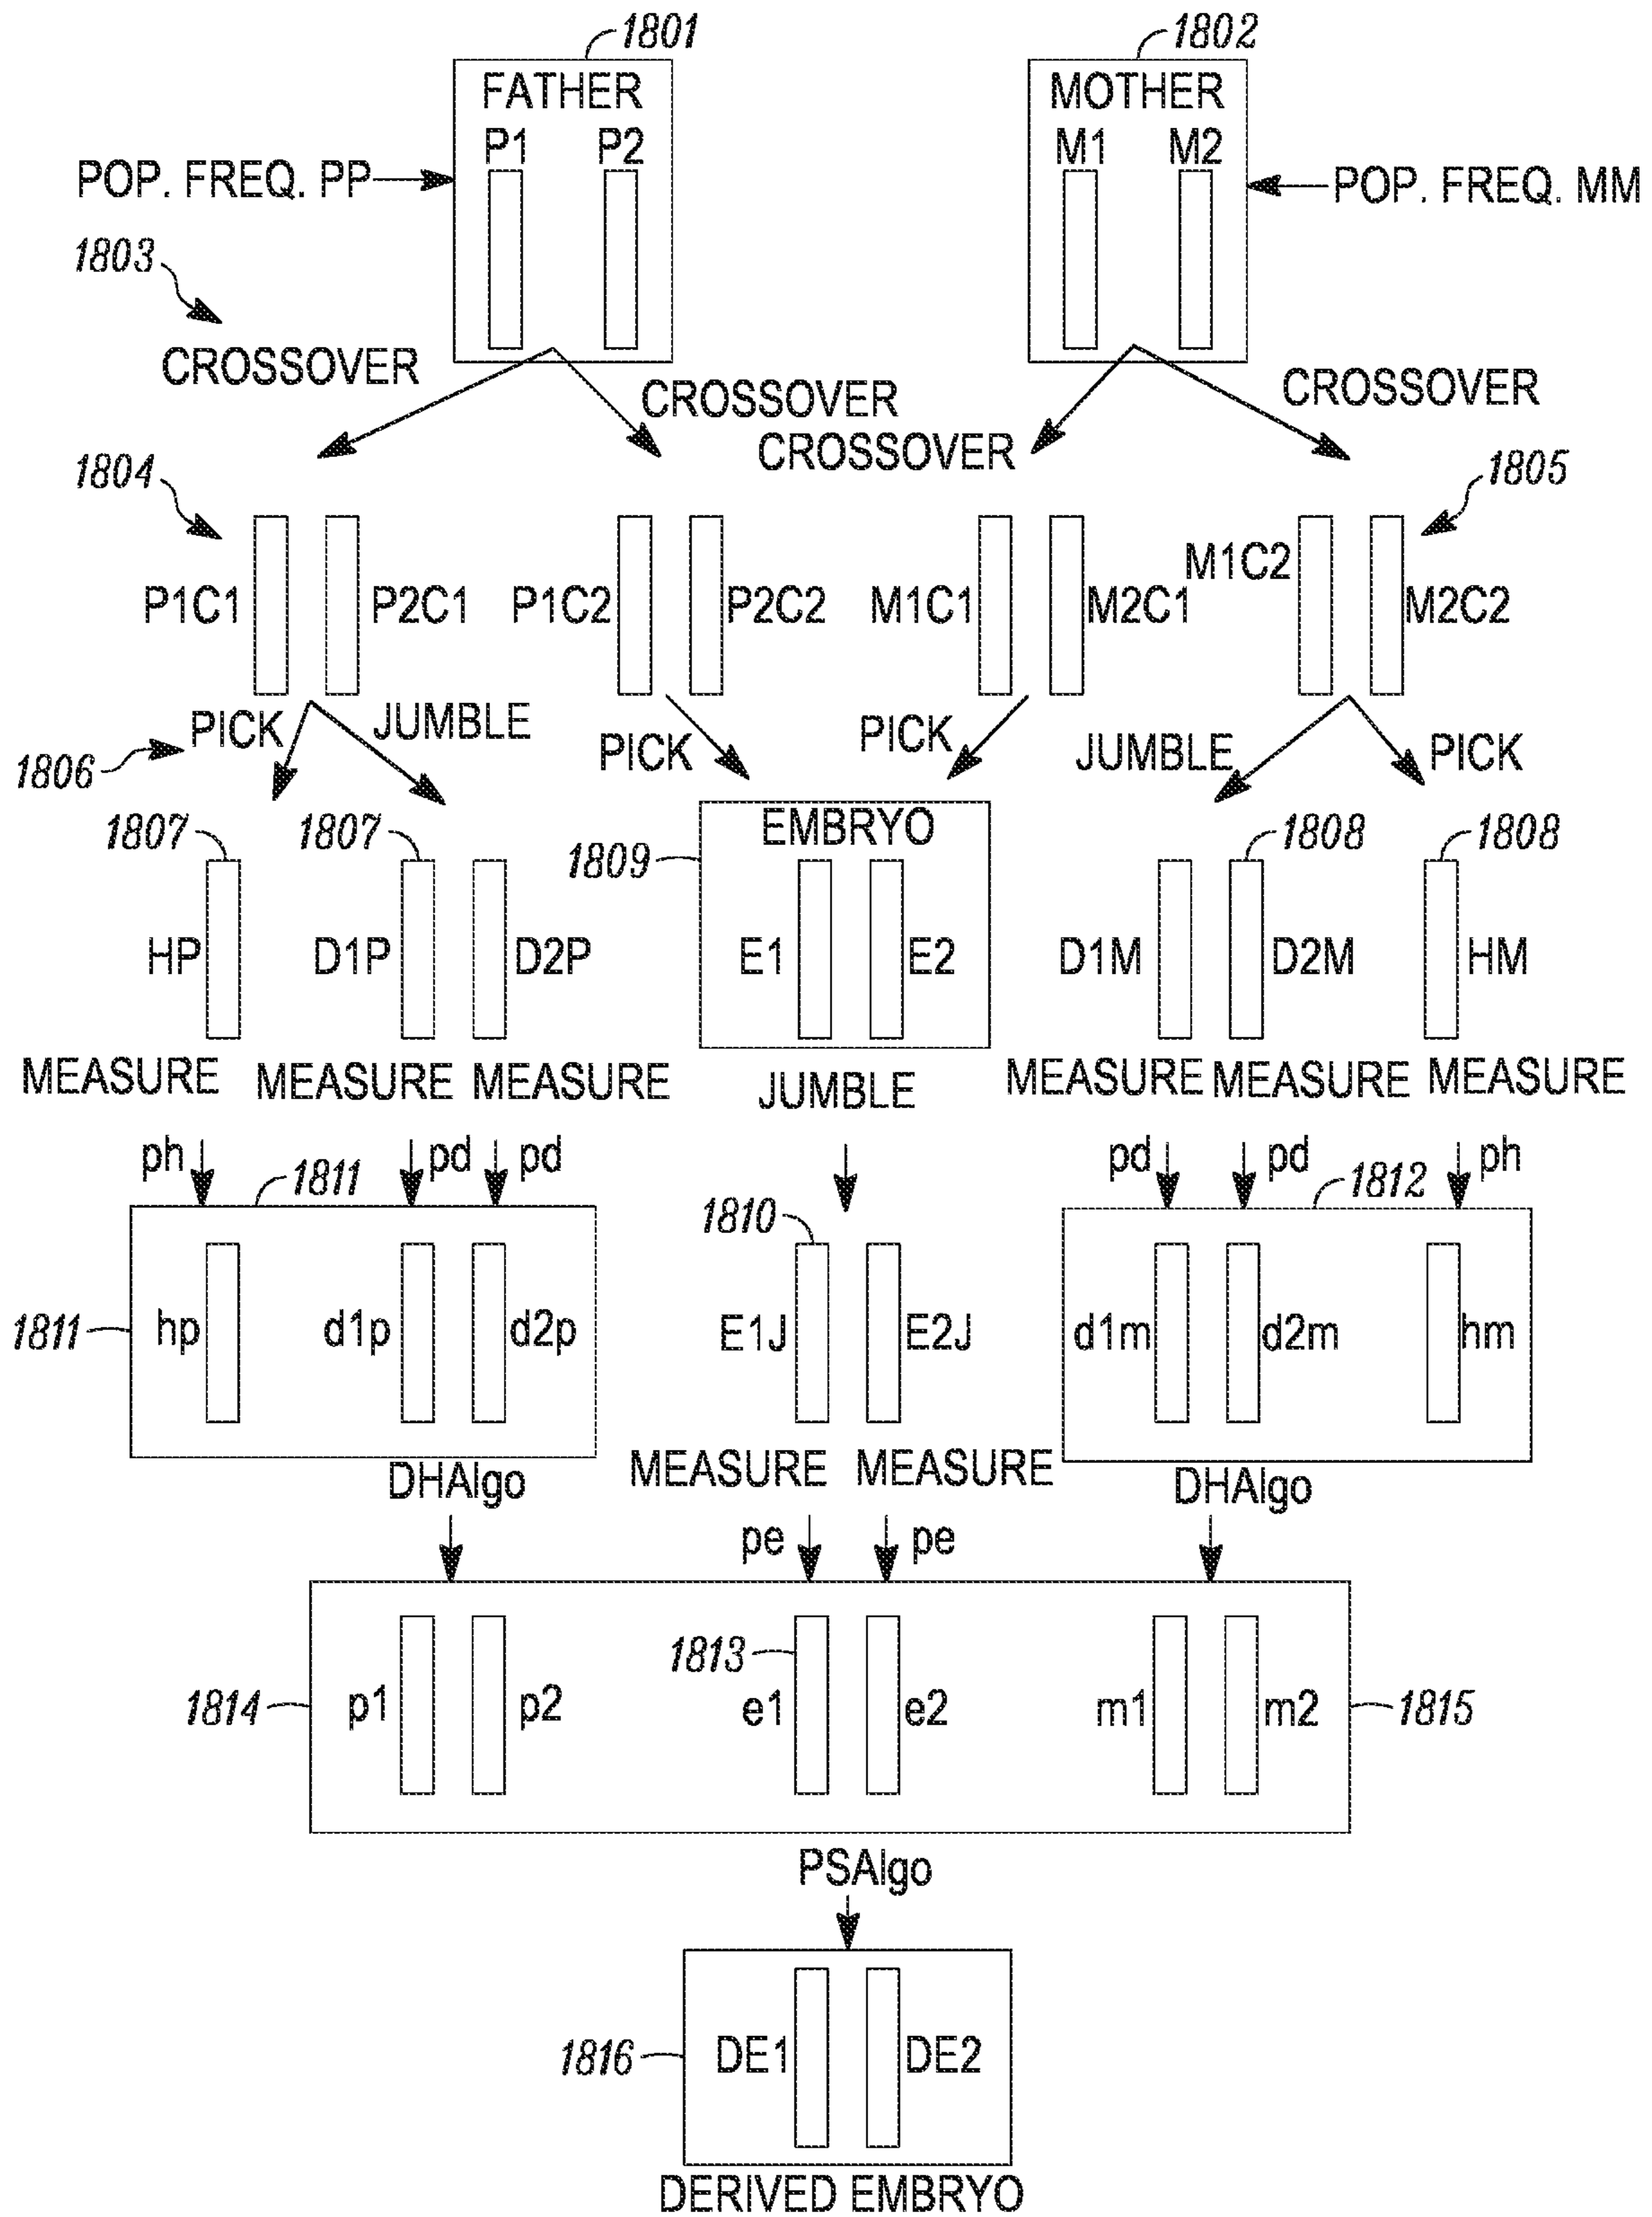 1801
1802
FATHER
MOTHER
P1 P2
M1 M2
POP. FREQ. PP
POP. FREQ. MM
1803
CROSSOVER
CROSSOVER
CROSSOVER
CROSSOVER
1804
1805
P1C1 P2C1 P1C2 P2C2 M1C1 M2C1 M1C2 M2C2
PICK JUMBLE PICK PICK JUMBLE PICK
1806
1807 1807 EMBRYO 1808 1808
1809
HP D1P D2P E1 E2 D1M D2M HM
MEASURE MEASURE MEASURE JUMBLE MEASURE MEASURE MEASURE
ph pd pd pd pd ph
1811 1810 1812
1811 hp d1p d2p E1J E2J d1m d2m hm
DHAlgo MEASURE MEASURE DHAlgo
pe pe
1813
1814 p1 p2 e1 e2 m1 m2 1815
PSAlgo
1816 DE1 DE2
DERIVED EMBRYO